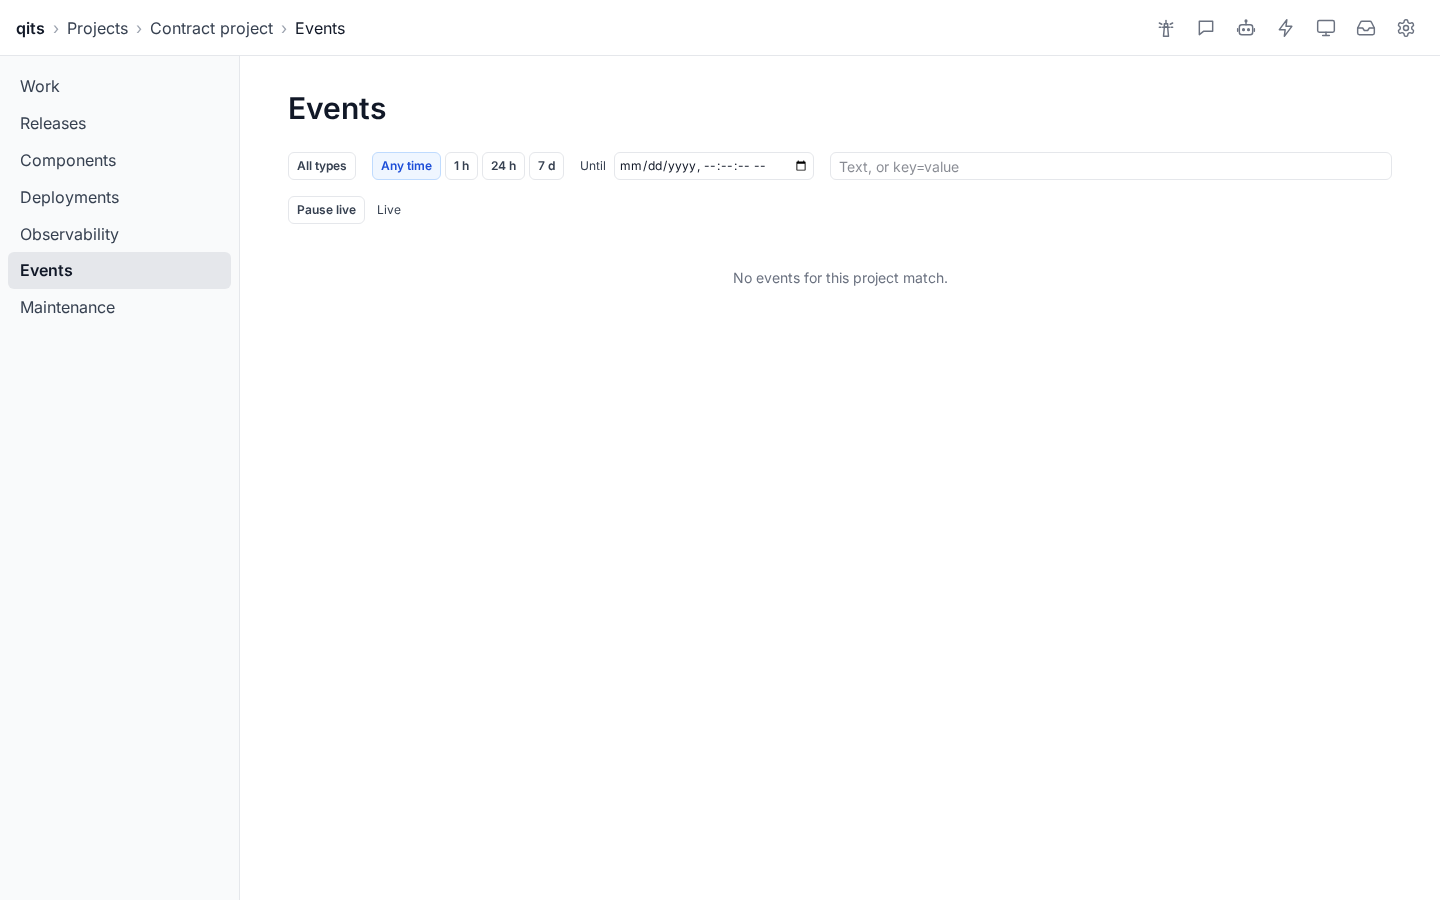 qits › Projects › Contract project › Events
Work
Releases
Components
Deployments
Observability
Events
Maintenance
Events
All types Any time 1 h 24 h 7 d Until mm/dd/yyyy, --:--:-- -- Text, or key=value
Pause live Live
No events for this project match.